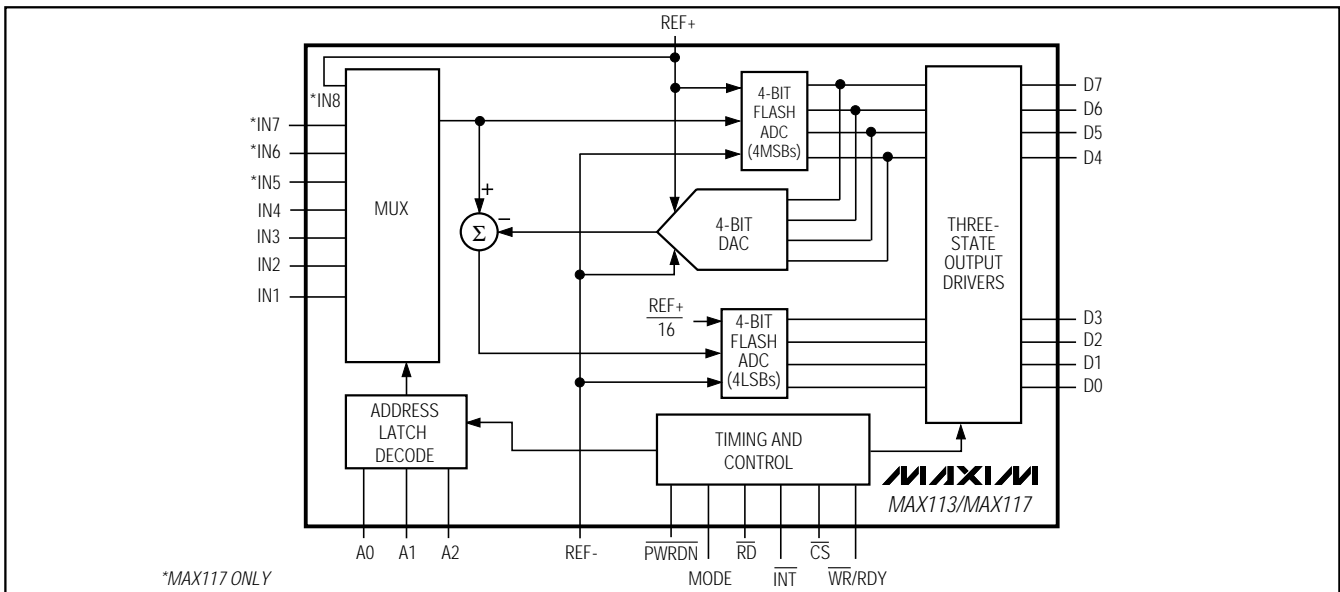 REF+
*IN8
*IN7
*IN6
*IN5
IN4
IN3
IN2
IN1
MUX
+
−
Σ
4-BIT
FLASH
ADC
(4MSBs)
4-BIT
DAC
REF+
16
4-BIT
FLASH
ADC
(4LSBs)
THREE-
STATE
OUTPUT
DRIVERS
D7
D6
D5
D4
D3
D2
D1
D0
ADDRESS
LATCH
DECODE
TIMING AND
CONTROL
MAXIM
MAX113/MAX117
A0 A1 A2 REF- PWRDN RD CS
MODE INT WR/RDY
*MAX117 ONLY